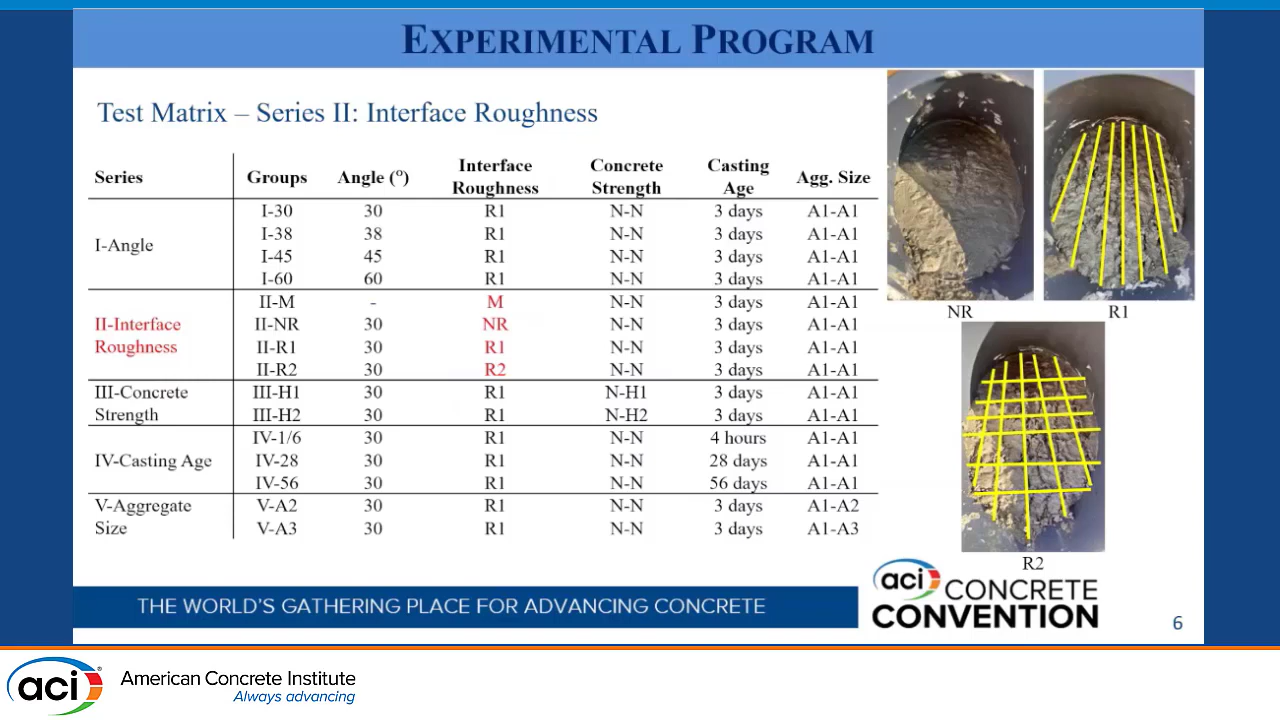 EXPERIMENTAL PROGRAM
Test Matrix – Series II: Interface Roughness
Series Groups Angle (°) Interface Roughness Concrete Strength Casting Age Agg. Size
I-Angle
I-30 30 R1 N-N 3 days A1-A1
I-38 38 R1 N-N 3 days A1-A1
I-45 45 R1 N-N 3 days A1-A1
I-60 60 R1 N-N 3 days A1-A1
II-Interface Roughness
II-M - M N-N 3 days A1-A1
II-NR 30 NR N-N 3 days A1-A1
II-R1 30 R1 N-N 3 days A1-A1
II-R2 30 R2 N-N 3 days A1-A1
III-Concrete Strength
III-H1 30 R1 N-H1 3 days A1-A1
III-H2 30 R1 N-H2 3 days A1-A1
IV-Casting Age
IV-1/6 30 R1 N-N 4 hours A1-A1
IV-28 30 R1 N-N 28 days A1-A1
IV-56 30 R1 N-N 56 days A1-A1
V-Aggregate Size
V-A2 30 R1 N-N 3 days A1-A2
V-A3 30 R1 N-N 3 days A1-A3
NR
R1
R2
THE WORLD'S GATHERING PLACE FOR ADVANCING CONCRETE
aci CONCRETE
CONVENTION
6
aci
®
American Concrete Institute
Always advancing